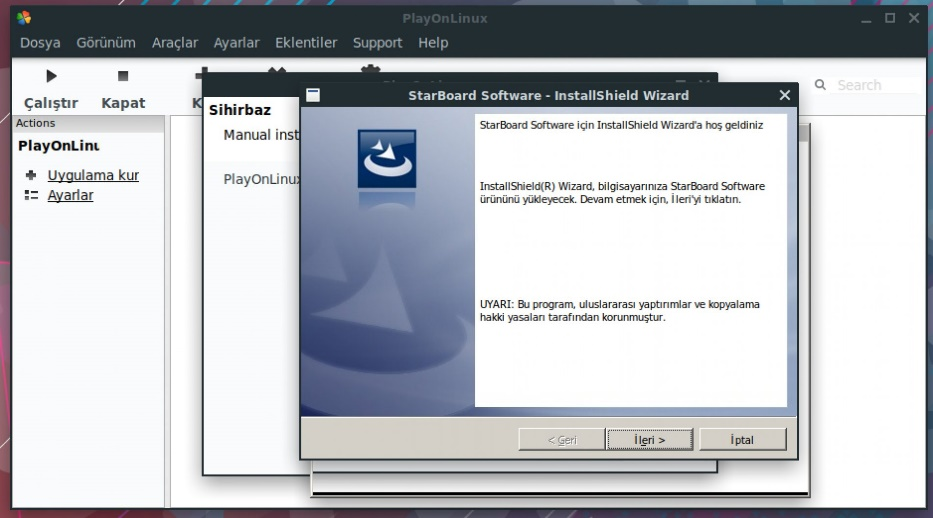 PlayOnLinux
Dosya Görünüm Araçlar Ayarlar Eklentiler Support Help
Search
Çalıştır Kapat K
Actions
PlayOnLinu
Uygulama kur
Ayarlar
Sihirbaz
Manual inst
PlayOnLinux
StarBoard Software - InstallShield Wizard
StarBoard Software için InstallShield Wizard'a hoş geldiniz
InstallShield(R) Wizard, bilgisayarınıza StarBoard Software
ürününü yükleyecek. Devam etmek için, İleri'yi tıklatın.
UYARI: Bu program, uluslararası yaptırımlar ve kopyalama
hakki yasaları tarafından korunmuştur.
< Geri İleri > İptal